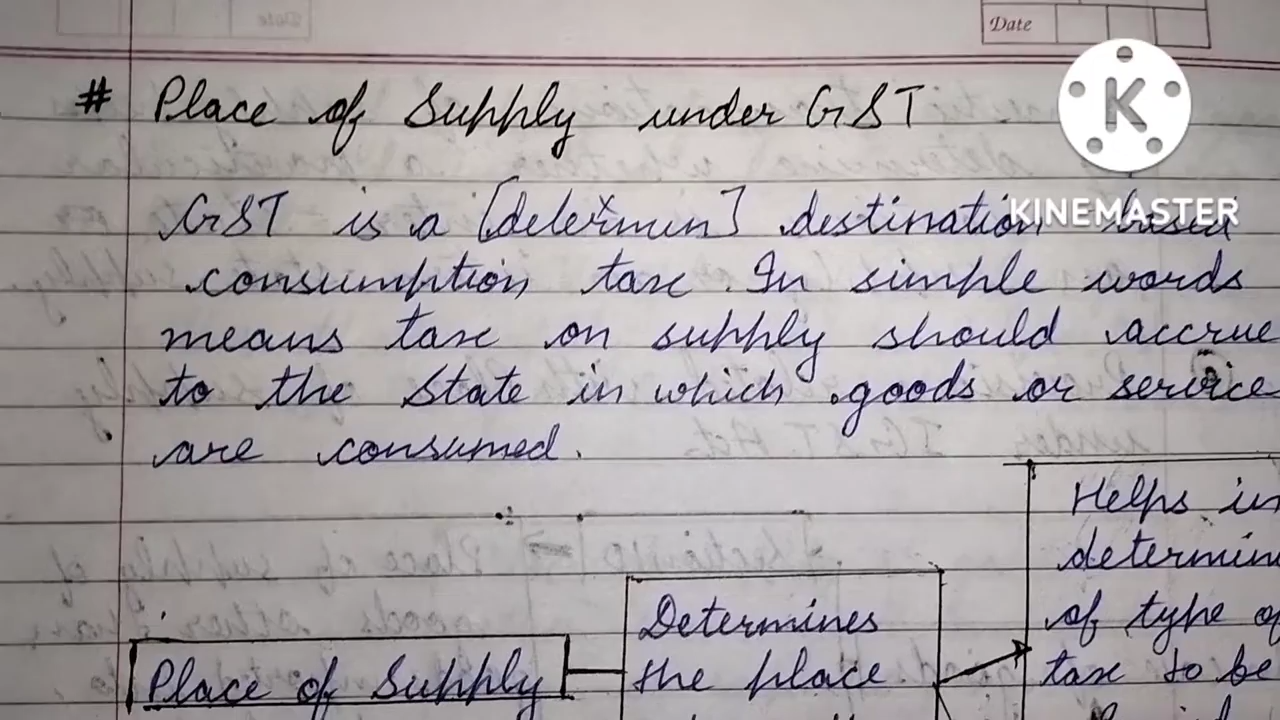 Date
# Place of Supply under GST
K
KINEMASTER
GST is a [determin] destination based
consumption tax. In simple words
means tax on supply should accrue
to the State in which goods or service
are consumed.
Helps in
determin
of type of
tax to be
Determines
the place
Place of Supply